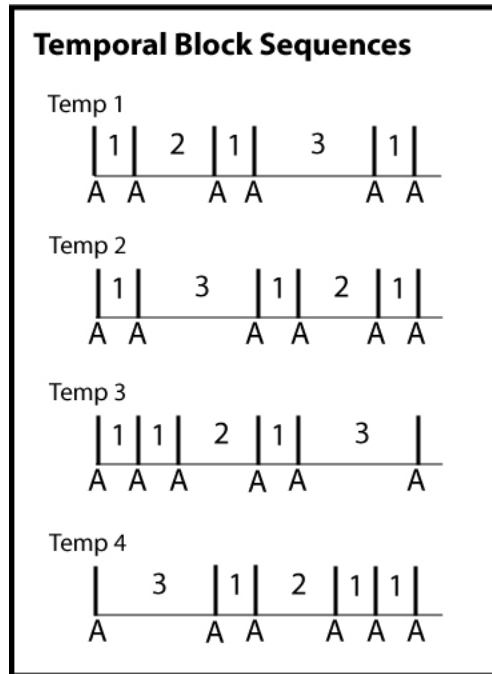 Temporal Block Sequences
Temp 1
1 2 1 3 1
A A A A A A
Temp 2
1 3 1 2 1
A A A A A A
Temp 3
1 1 2 1 3
A A A A A A
Temp 4
3 1 2 1 1
A A A A A A